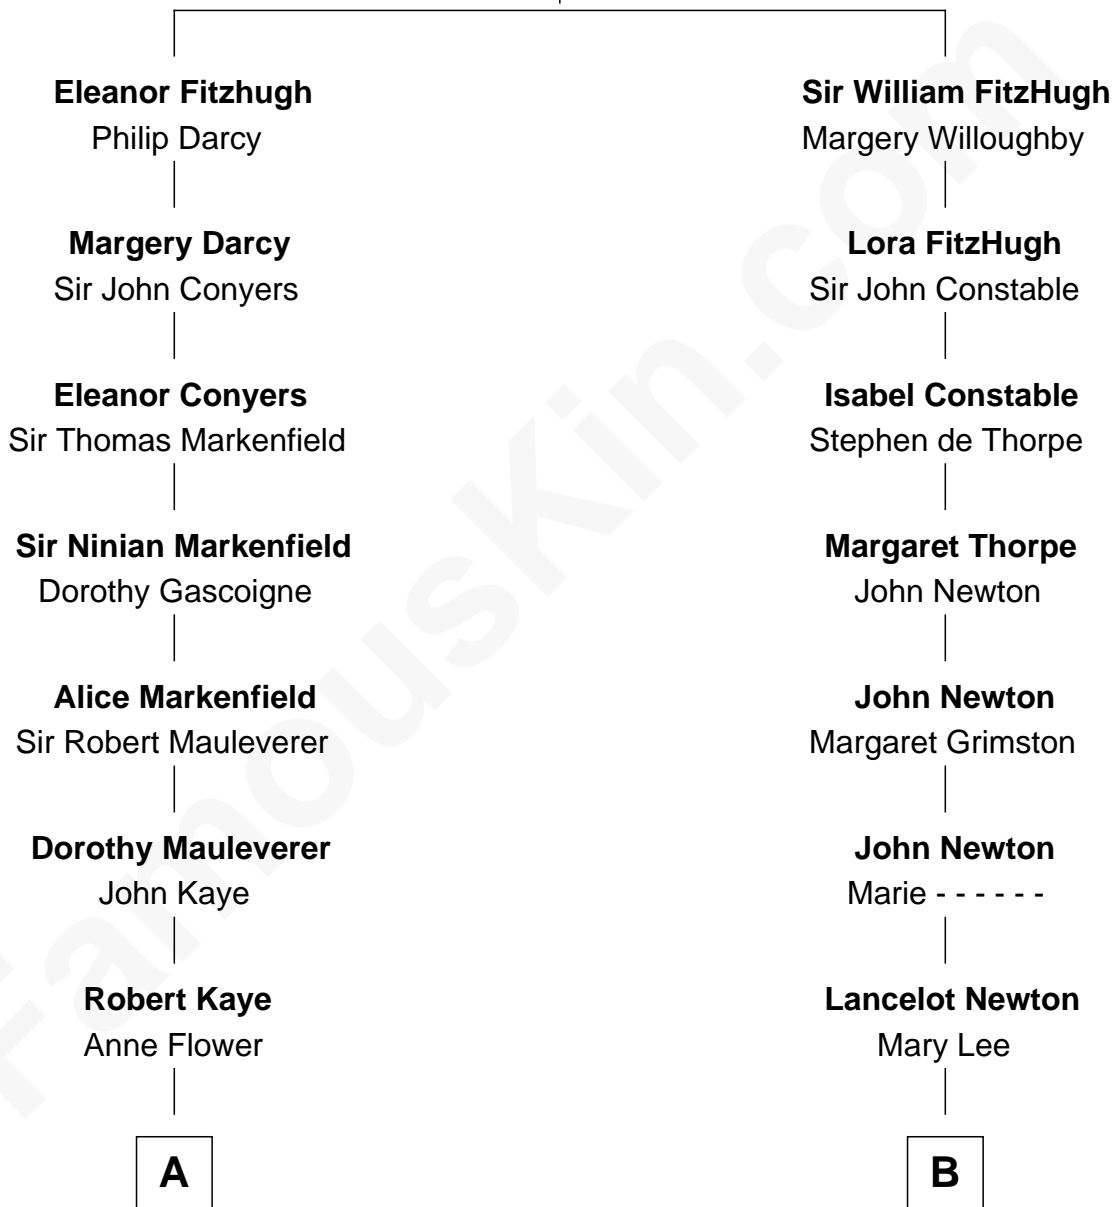 Eleanor Fitzhugh
Philip Darcy
Margery Darcy
Sir John Conyers
Eleanor Conyers
Sir Thomas Markenfield
Sir Ninian Markenfield
Dorothy Gascoigne
Alice Markenfield
Sir Robert Mauleverer
Dorothy Mauleverer
John Kaye
Robert Kaye
Anne Flower
A
Sir William FitzHugh
Margery Willoughby
Lora FitzHugh
Sir John Constable
Isabel Constable
Stephen de Thorpe
Margaret Thorpe
John Newton
John Newton
Margaret Grimston
John Newton
Marie - - - - - -
Lancelot Newton
Mary Lee
B
FamousKin.com